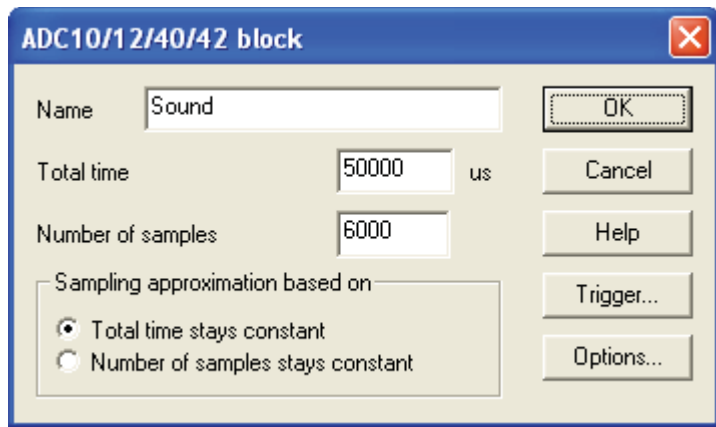 ADC10/12/40/42 block
Name Sound OK
Total time 50000 us Cancel
Number of samples 6000 Help
Sampling approximation based on Trigger...
Total time stays constant
Number of samples stays constant Options...